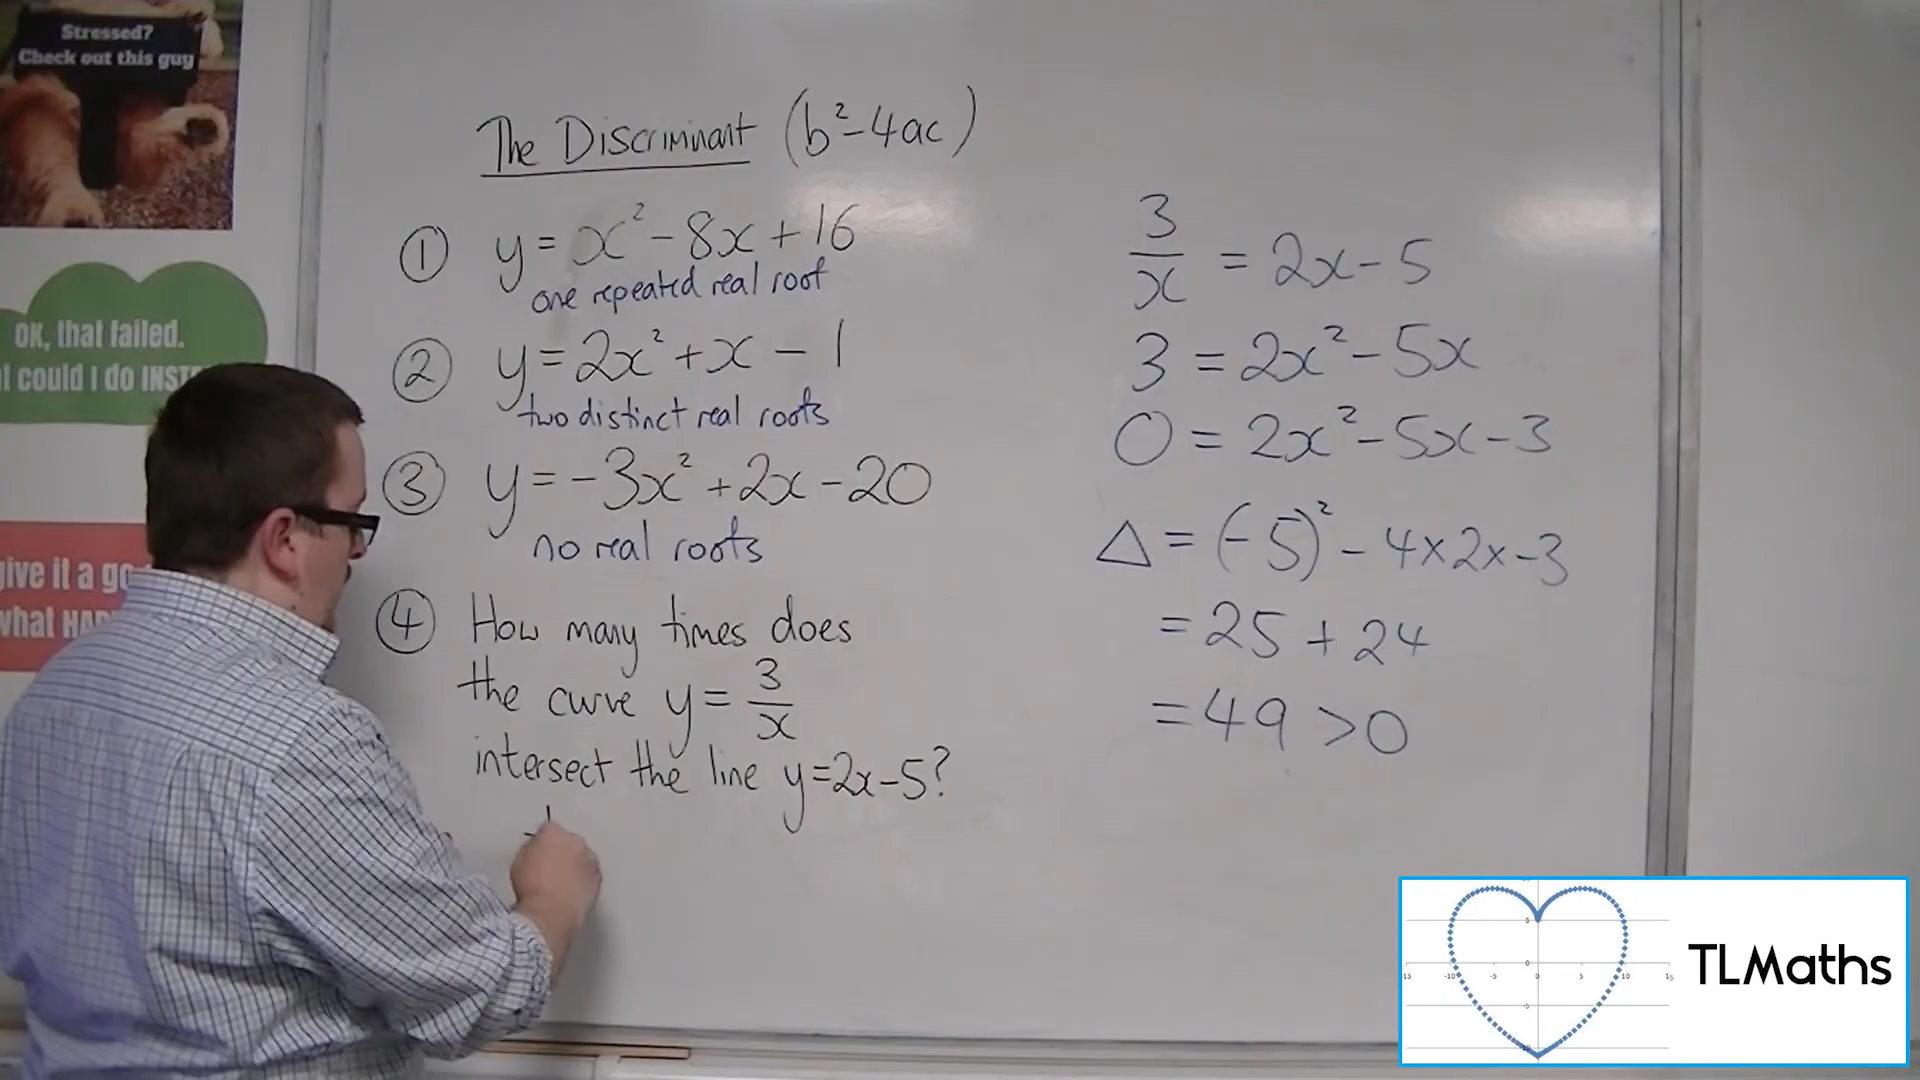 Stressed?
Check out this guy
OK, that failed.
could I do
give it a go
what
The Discriminant (b²-4ac)
① y = x² - 8x + 16
one repeated real root
② y = 2x² + x - 1
two distinct real roots
③ y = -3x² + 2x - 20
no real roots
④ How many times does
the curve y = 3/x
intersect the line y=2x-5?
3/x = 2x - 5
3 = 2x² - 5x
0 = 2x² - 5x - 3
△ = (-5)² - 4×2×-3
= 25 + 24
= 49 > 0
TLMaths